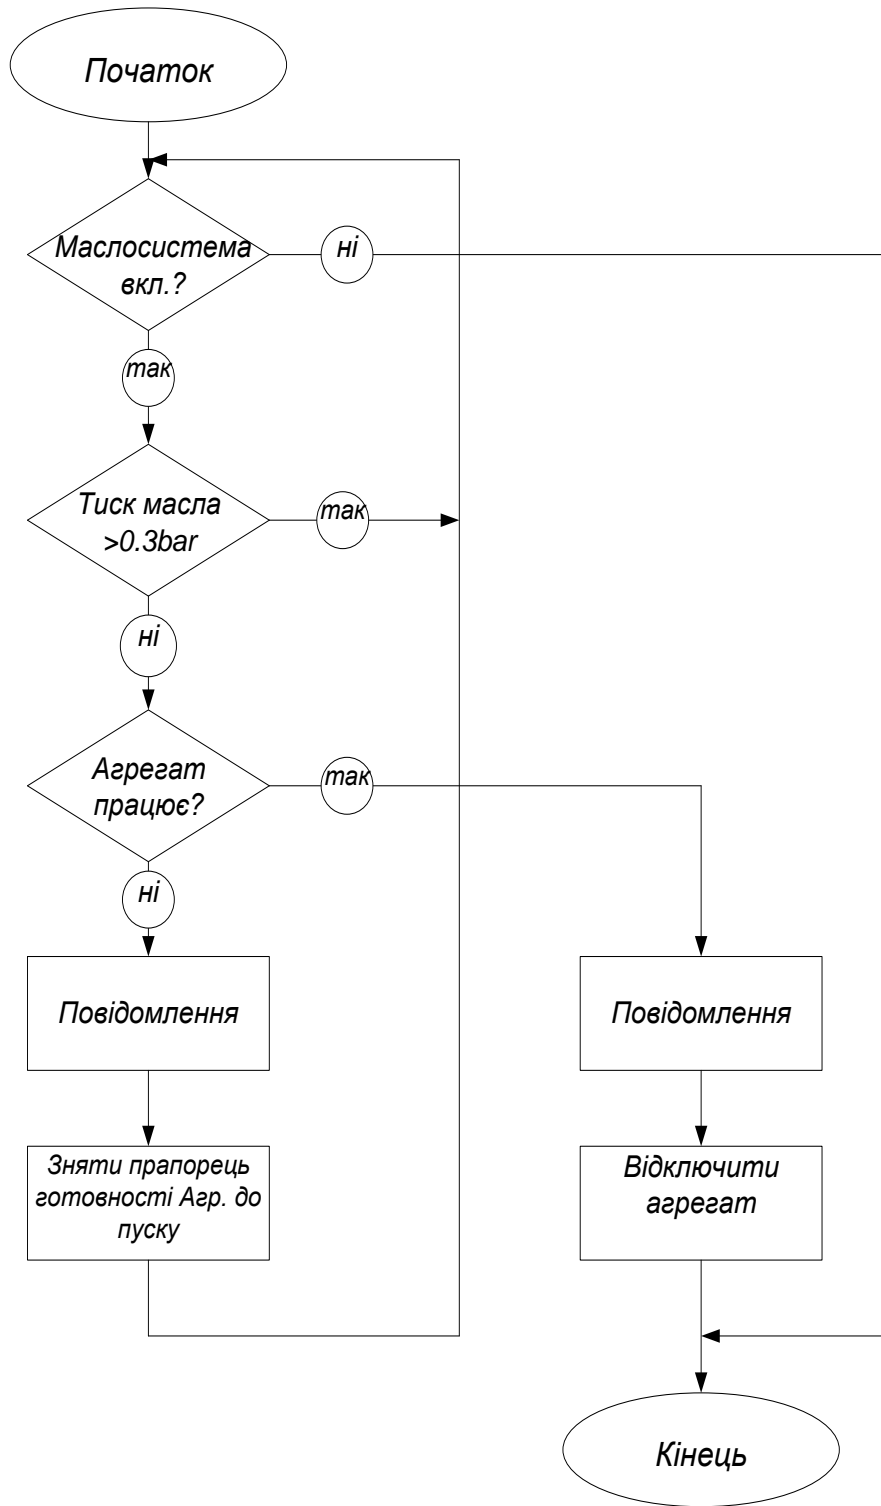 Початок
Маслосистема
вкл.?
ні
так
Тиск масла
>0.3bar
так
ні
Агрегат
працює?
так
ні
Повідомлення
Повідомлення
Зняти прапорець
готовності Агр. до
пуску
Відключити
агрегат
Кінець